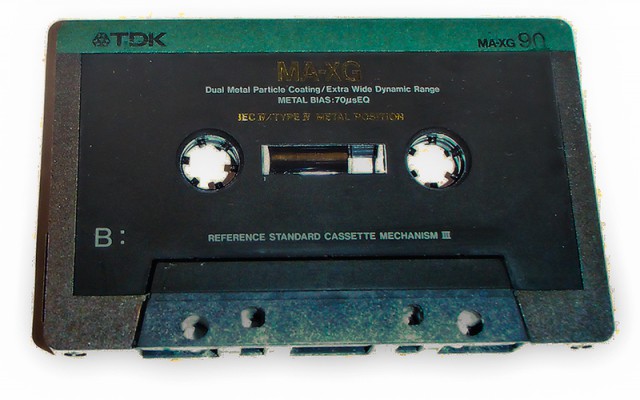 TDK
MA-XG 90
MA-XG
Dual Metal Particle Coating/Extra Wide Dynamic Range
METAL BIAS:70µsEQ
IEC Ⅳ/TYPE Ⅳ METAL POSITION
B:
REFERENCE STANDARD CASSETTE MECHANISM Ⅲ